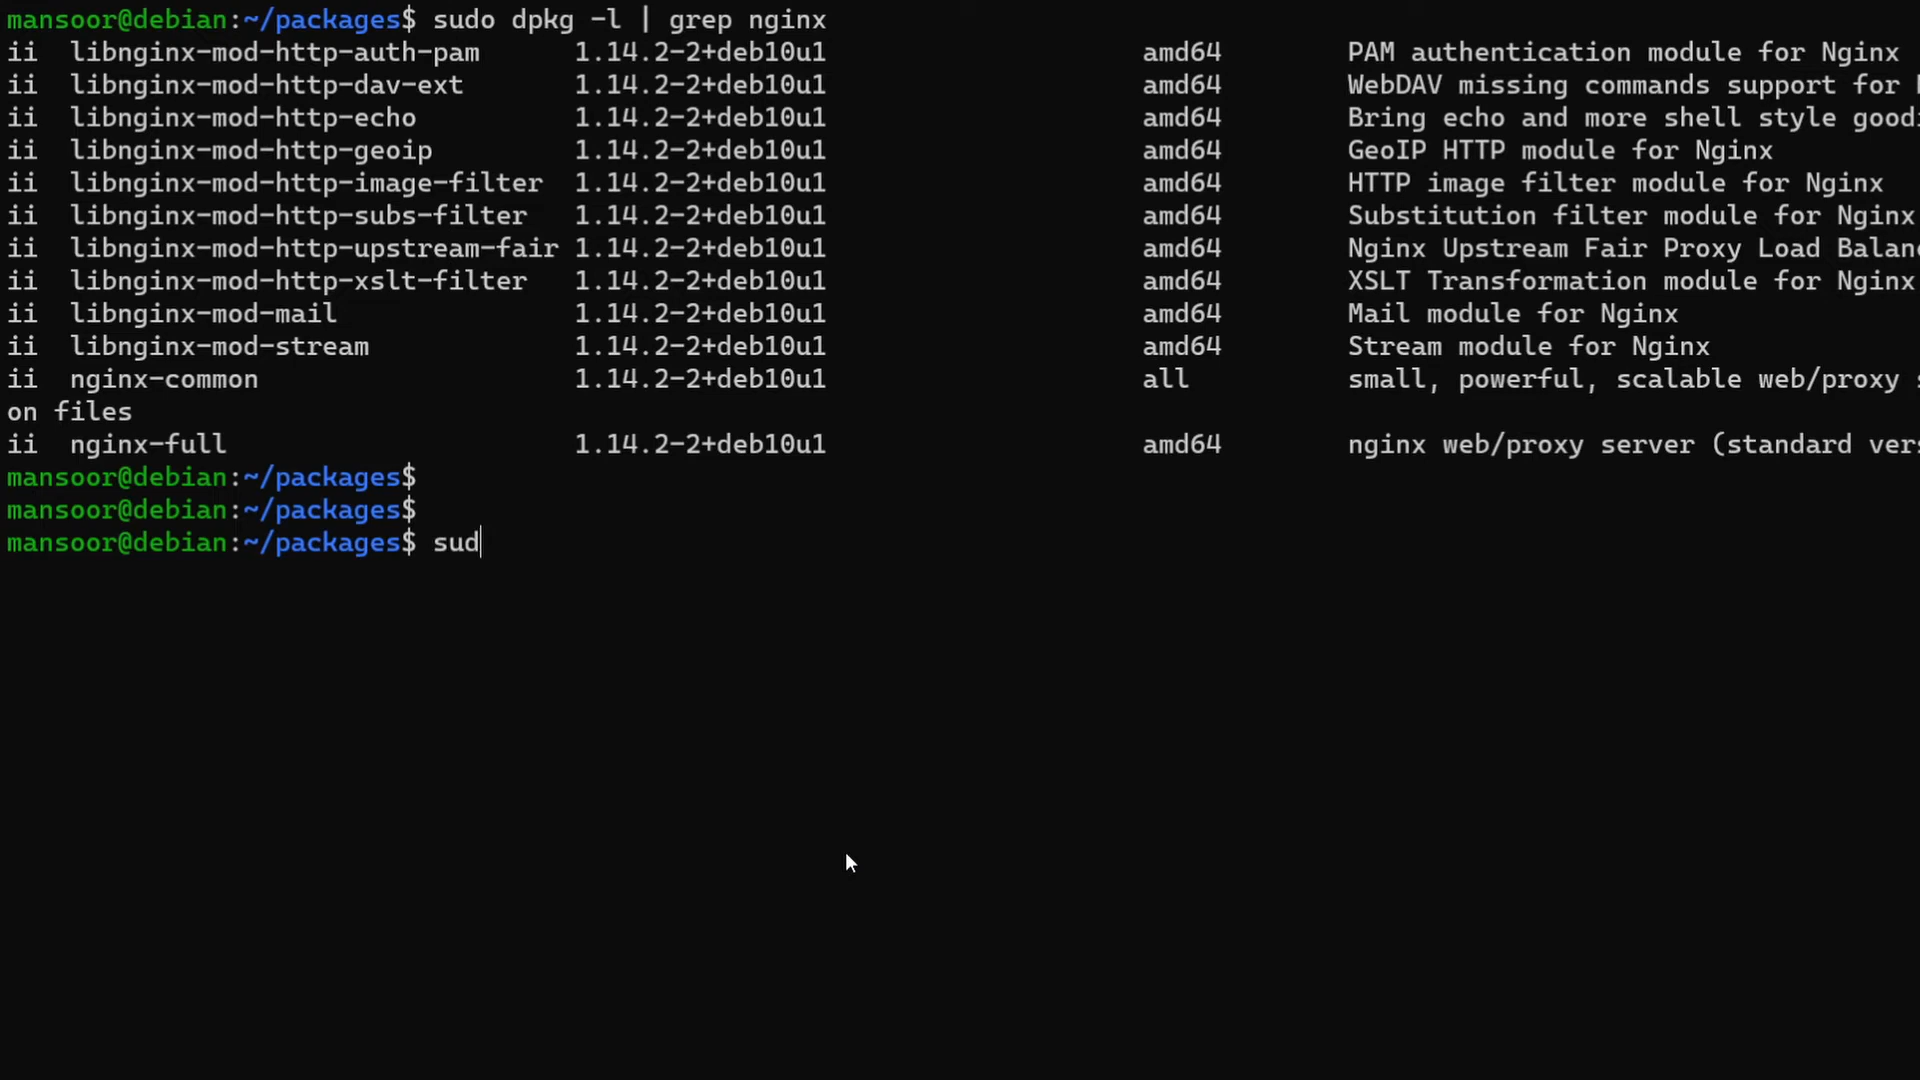 mansoor@debian:~/packages$ sudo dpkg -l | grep nginx
ii  libnginx-mod-http-auth-pam      1.14.2-2+deb10u1                    amd64        PAM authentication module for Nginx
ii  libnginx-mod-http-dav-ext       1.14.2-2+deb10u1                    amd64        WebDAV missing commands support for
ii  libnginx-mod-http-echo          1.14.2-2+deb10u1                    amd64        Bring echo and more shell style
ii  libnginx-mod-http-geoip         1.14.2-2+deb10u1                    amd64        GeoIP HTTP module for Nginx
ii  libnginx-mod-http-image-filter  1.14.2-2+deb10u1                    amd64        HTTP image filter module for Nginx
ii  libnginx-mod-http-subs-filter   1.14.2-2+deb10u1                    amd64        Substitution filter module for Nginx
ii  libnginx-mod-http-upstream-fair 1.14.2-2+deb10u1                    amd64        Nginx Upstream Fair Proxy Load
ii  libnginx-mod-http-xslt-filter   1.14.2-2+deb10u1                    amd64        XSLT Transformation module for Nginx
ii  libnginx-mod-mail               1.14.2-2+deb10u1                    amd64        Mail module for Nginx
ii  libnginx-mod-stream             1.14.2-2+deb10u1                    amd64        Stream module for Nginx
ii  nginx-common                    1.14.2-2+deb10u1                    all          small, powerful, scalable web/proxy
on files
ii  nginx-full                      1.14.2-2+deb10u1                    amd64        nginx web/proxy server (standard
mansoor@debian:~/packages$
mansoor@debian:~/packages$
mansoor@debian:~/packages$ sud